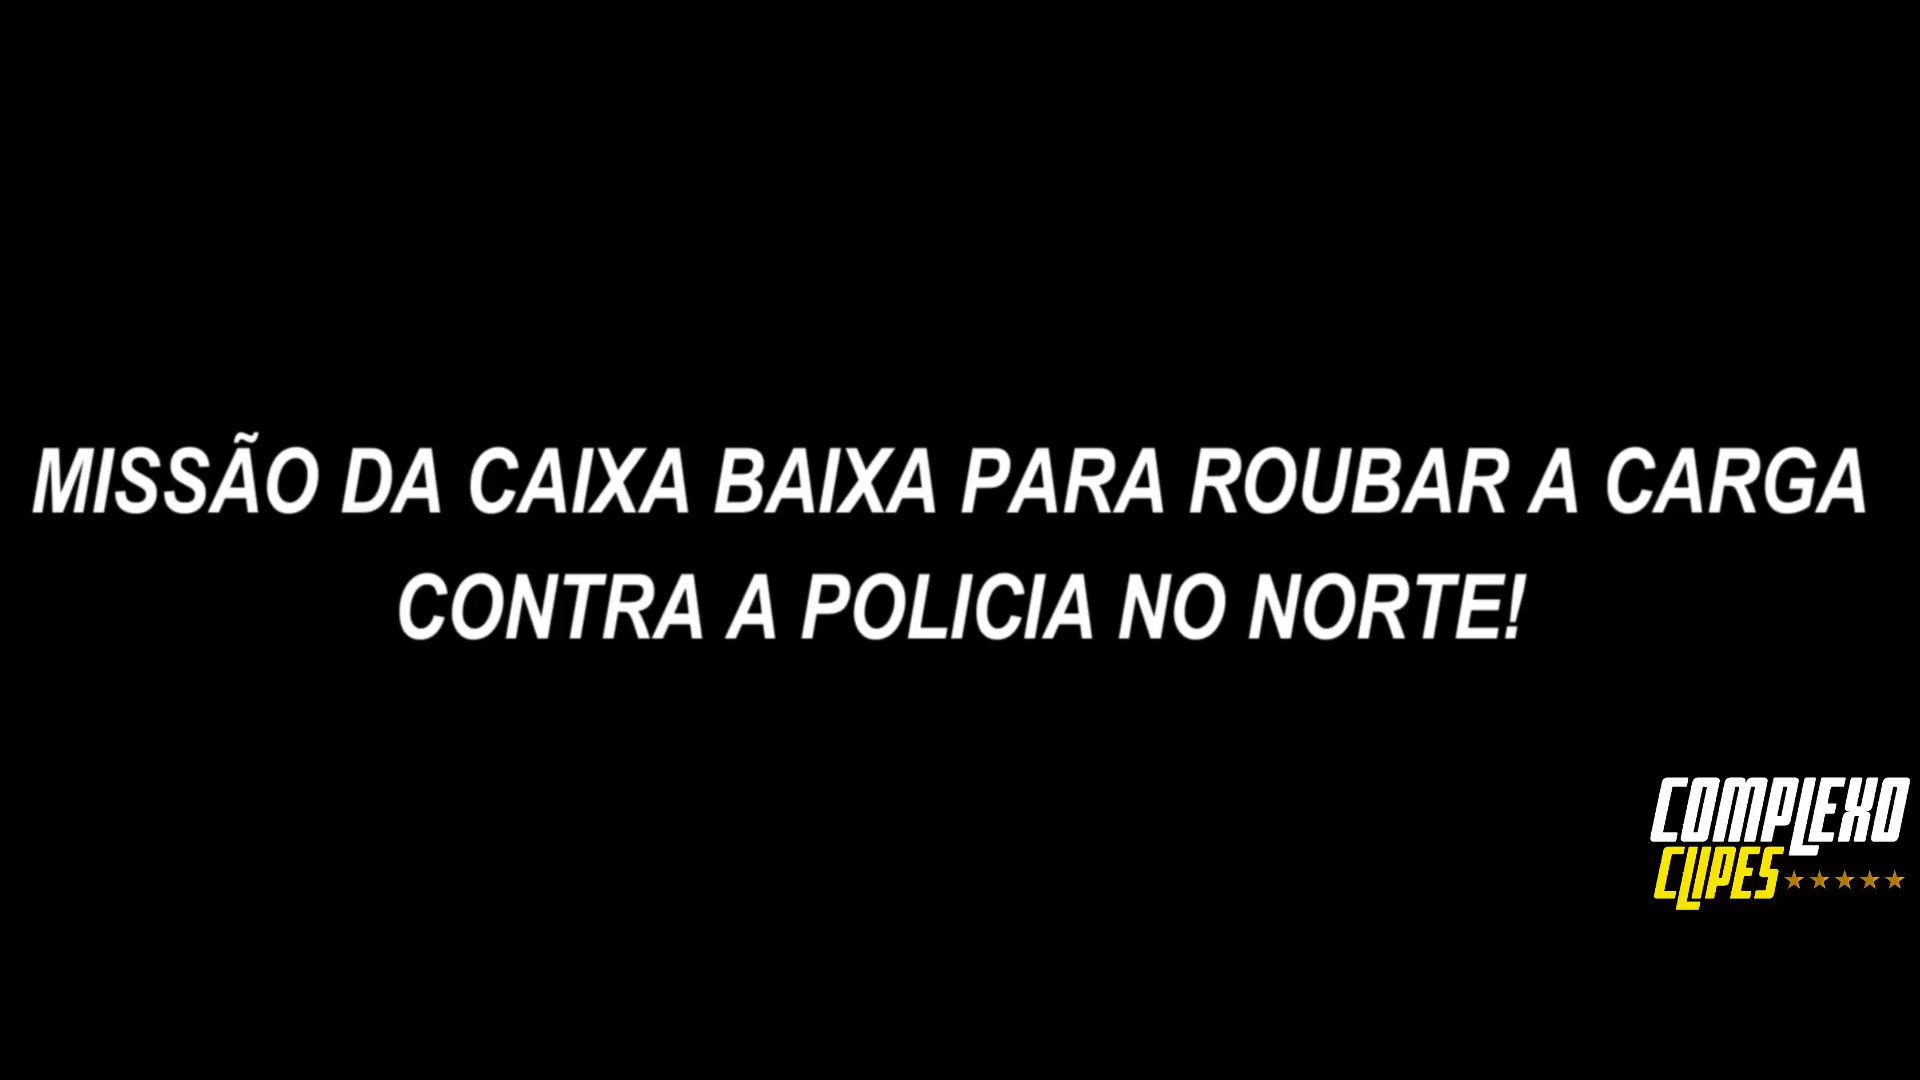 MISSÃO DA CAIXA BAIXA PARA ROUBAR A CARGA
CONTRA A POLICIA NO NORTE!
COMPLEXO
CLIPES